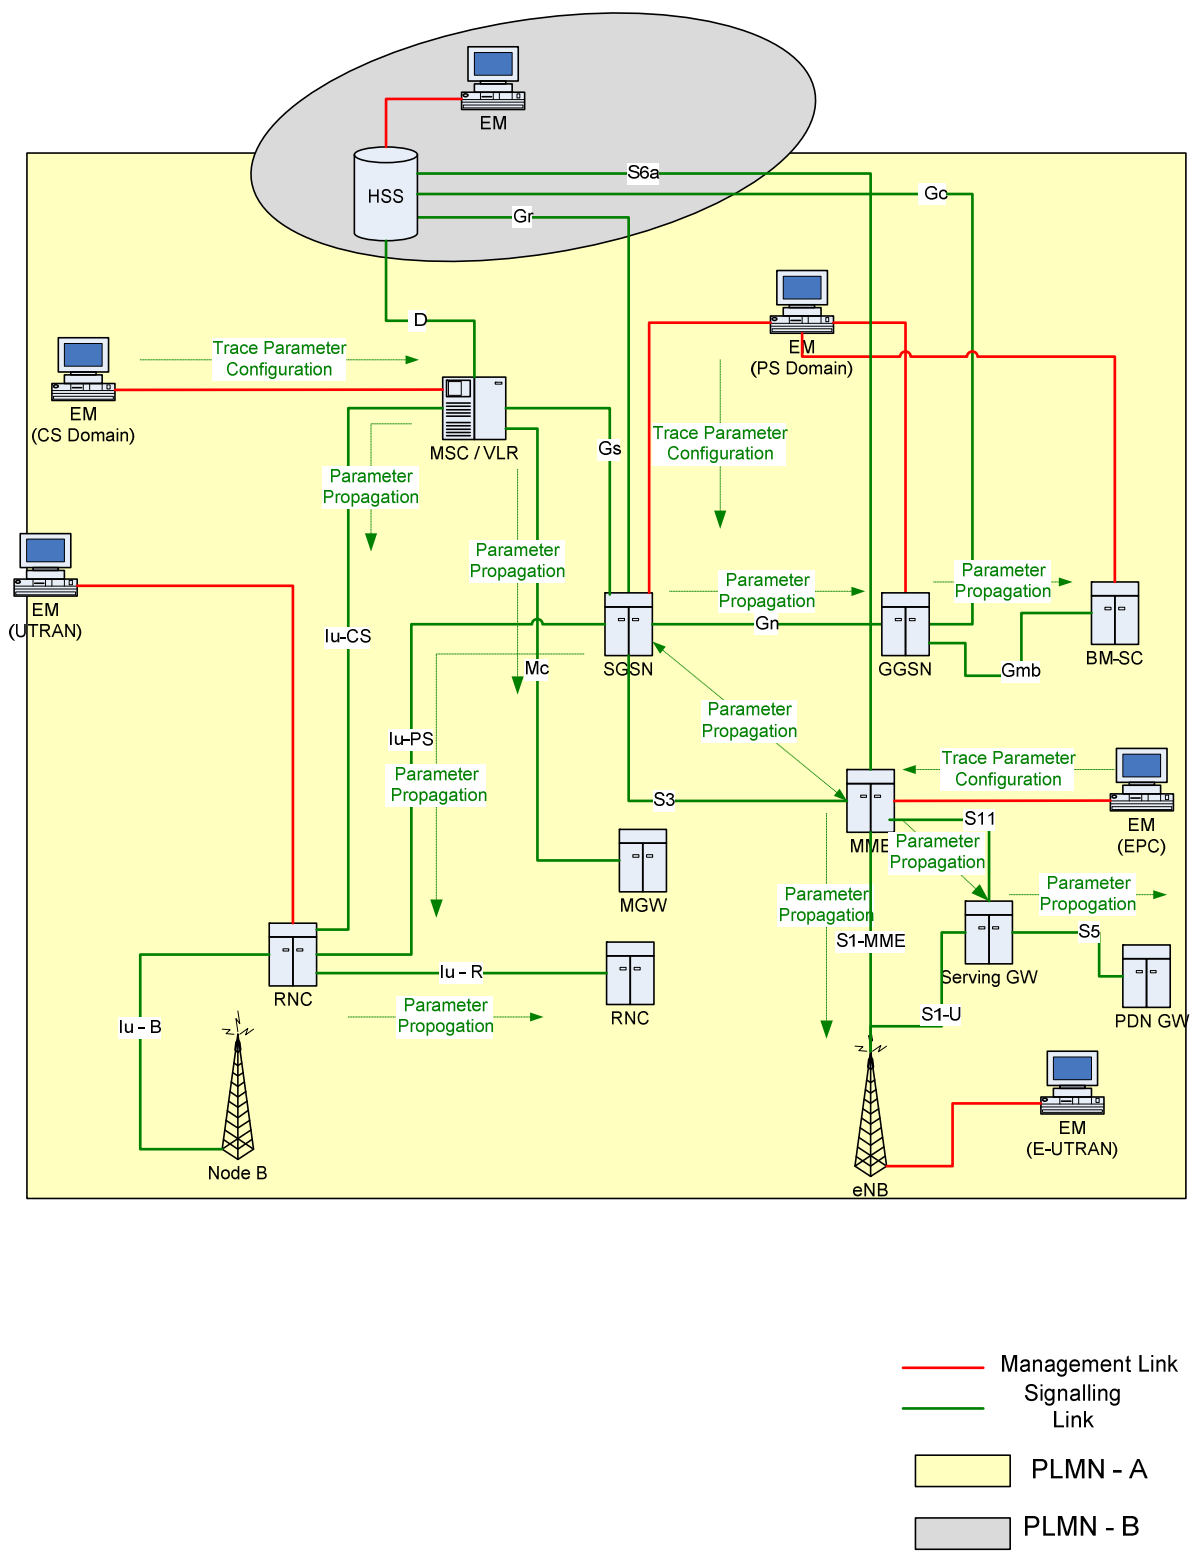 EM
HSS
S6a
Gc
Gr
D
Trace Parameter
Configuration
EM
(PS Domain)
EM
(CS Domain)
MSC / VLR
Gs
Trace Parameter
Configuration
Parameter
Propagation
Parameter
Propagation
Parameter
Propagation
Parameter
Propagation
EM
(UTRAN)
Iu-CS
Gn
SGSN
GGSN
BM-SC
Mc
Gmb
Parameter
Propagation
Iu-PS
Parameter
Propagation
Trace Parameter
Configuration
S3
S11
EM
(EPC)
MME
Parameter
Propagation
MGW
Parameter
Propagation
Parameter
Propogation
S1-MME
S5
Iu - R
Serving GW
RNC
Parameter
Propogation
RNC
S1-U
PDN GW
Iu - B
EM
(E-UTRAN)
Node B
eNB
Management Link
Signalling
Link
PLMN - A
PLMN - B